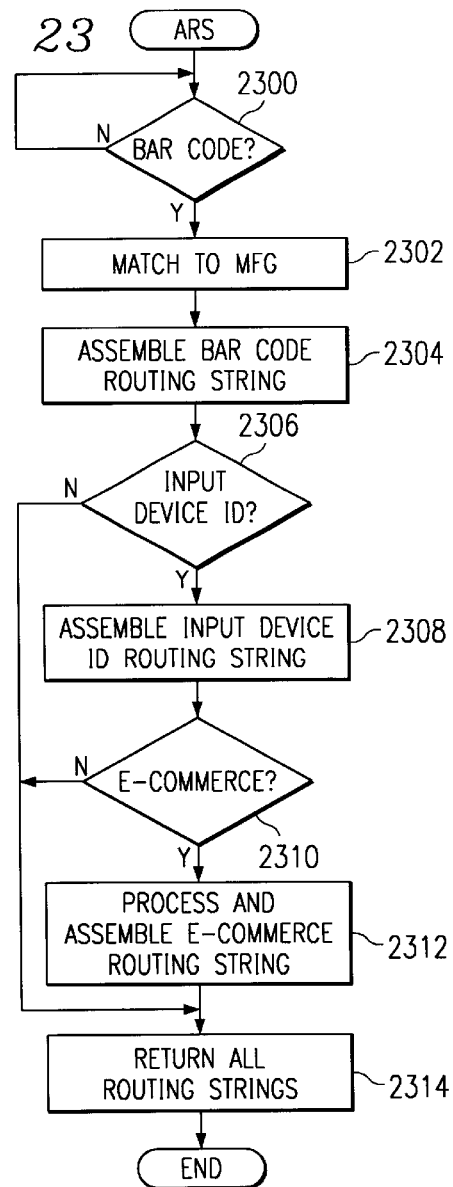 23
ARS
2300
N
BAR CODE?
Y
MATCH TO MFG
2302
ASSEMBLE BAR CODE
ROUTING STRING
2304
2306
N
INPUT
DEVICE ID?
Y
ASSEMBLE INPUT DEVICE
ID ROUTING STRING
2308
N
E-COMMERCE?
2310
Y
PROCESS AND
ASSEMBLE E-COMMERCE
ROUTING STRING
2312
RETURN ALL
ROUTING STRINGS
2314
END